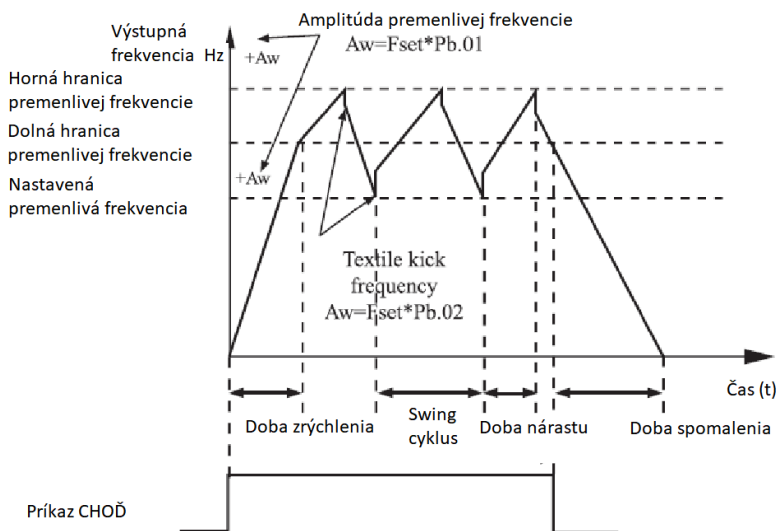 Výstupná
frekvencia Hz
Amplitúda premenlivej frekvencie
Aw=Fset*Pb.01
+Aw
Horná hranica
premenlivej frekvencie
Dolná hranica
premenlivej frekvencie
+Aw
Nastavená
premenlivá frekvencia
Textile kick
frequency
Aw=Fset*Pb.02
Čas (t)
Doba zrýchlenia
Swing
cyklus
Doba nárastu
Doba spomalenia
Príkaz CHOĎ